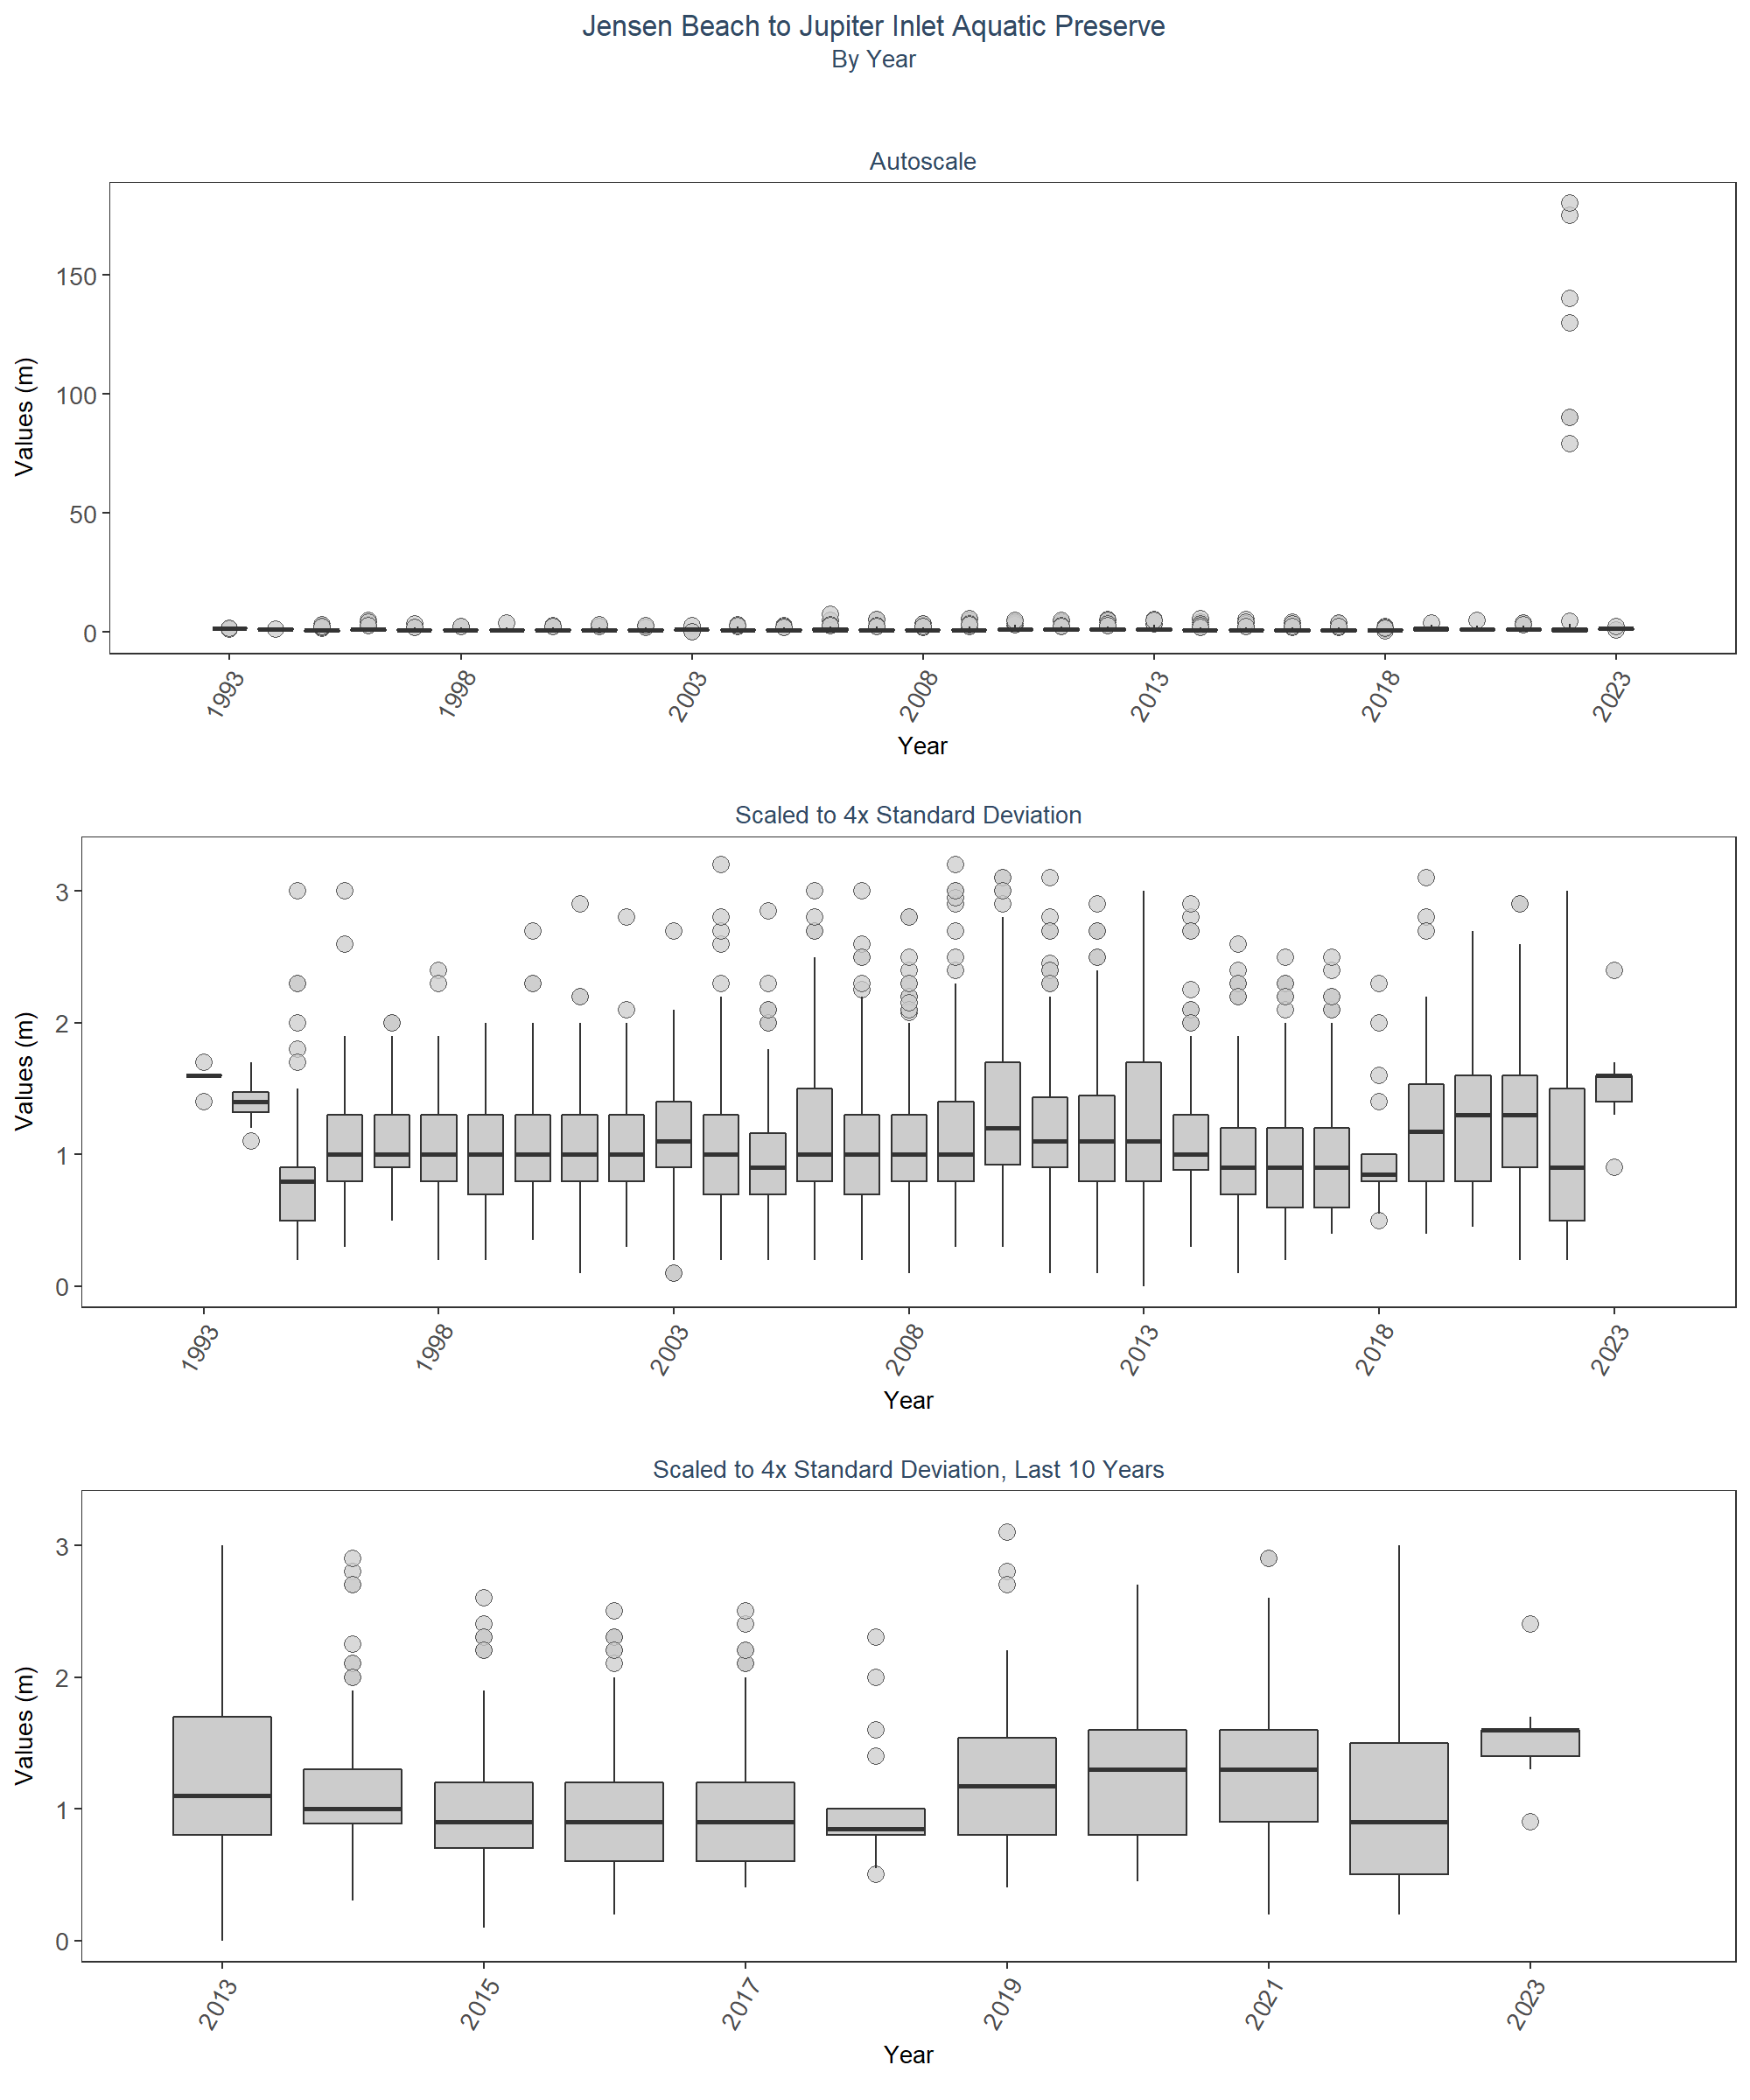 Jensen Beach to Jupiter Inlet Aquatic Preserve
By Year
Autoscale
Values (m)
150
100
50
0
1993 1998 2003 2008 2013 2018 2023
Year
Scaled to 4x Standard Deviation
Values (m)
3
2
1
0
1993 1998 2003 2008 2013 2018 2023
Year
Scaled to 4x Standard Deviation, Last 10 Years
Values (m)
3
2
1
0
2013 2015 2017 2019 2021 2023
Year